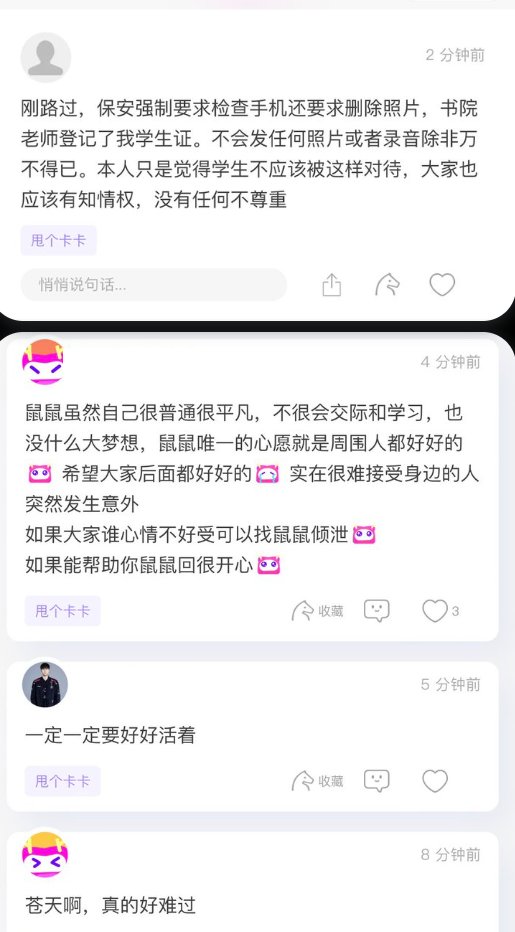 2 分钟前
刚路过，保安强制要求检查手机还要求删除照片，书院
老师登记了我学生证。不会发任何照片或者录音除非万
不得已。本人只是觉得学生不应该被这样对待，大家也
应该有知情权，没有任何不尊重
甩个卡卡
悄悄说句话...
4 分钟前
鼠鼠虽然自己很普通很平凡，不很会交际和学习，也
没什么大梦想，鼠鼠唯一的心愿就是周围人都好好的
希望大家后面都好好的 实在很难接受身边的人
突然发生意外
如果大家谁心情不好受可以找鼠鼠倾泄
如果能帮助你鼠鼠回很开心
甩个卡卡
收藏
3
5 分钟前
一定一定要好好活着
甩个卡卡
收藏
8 分钟前
苍天啊，真的好难过